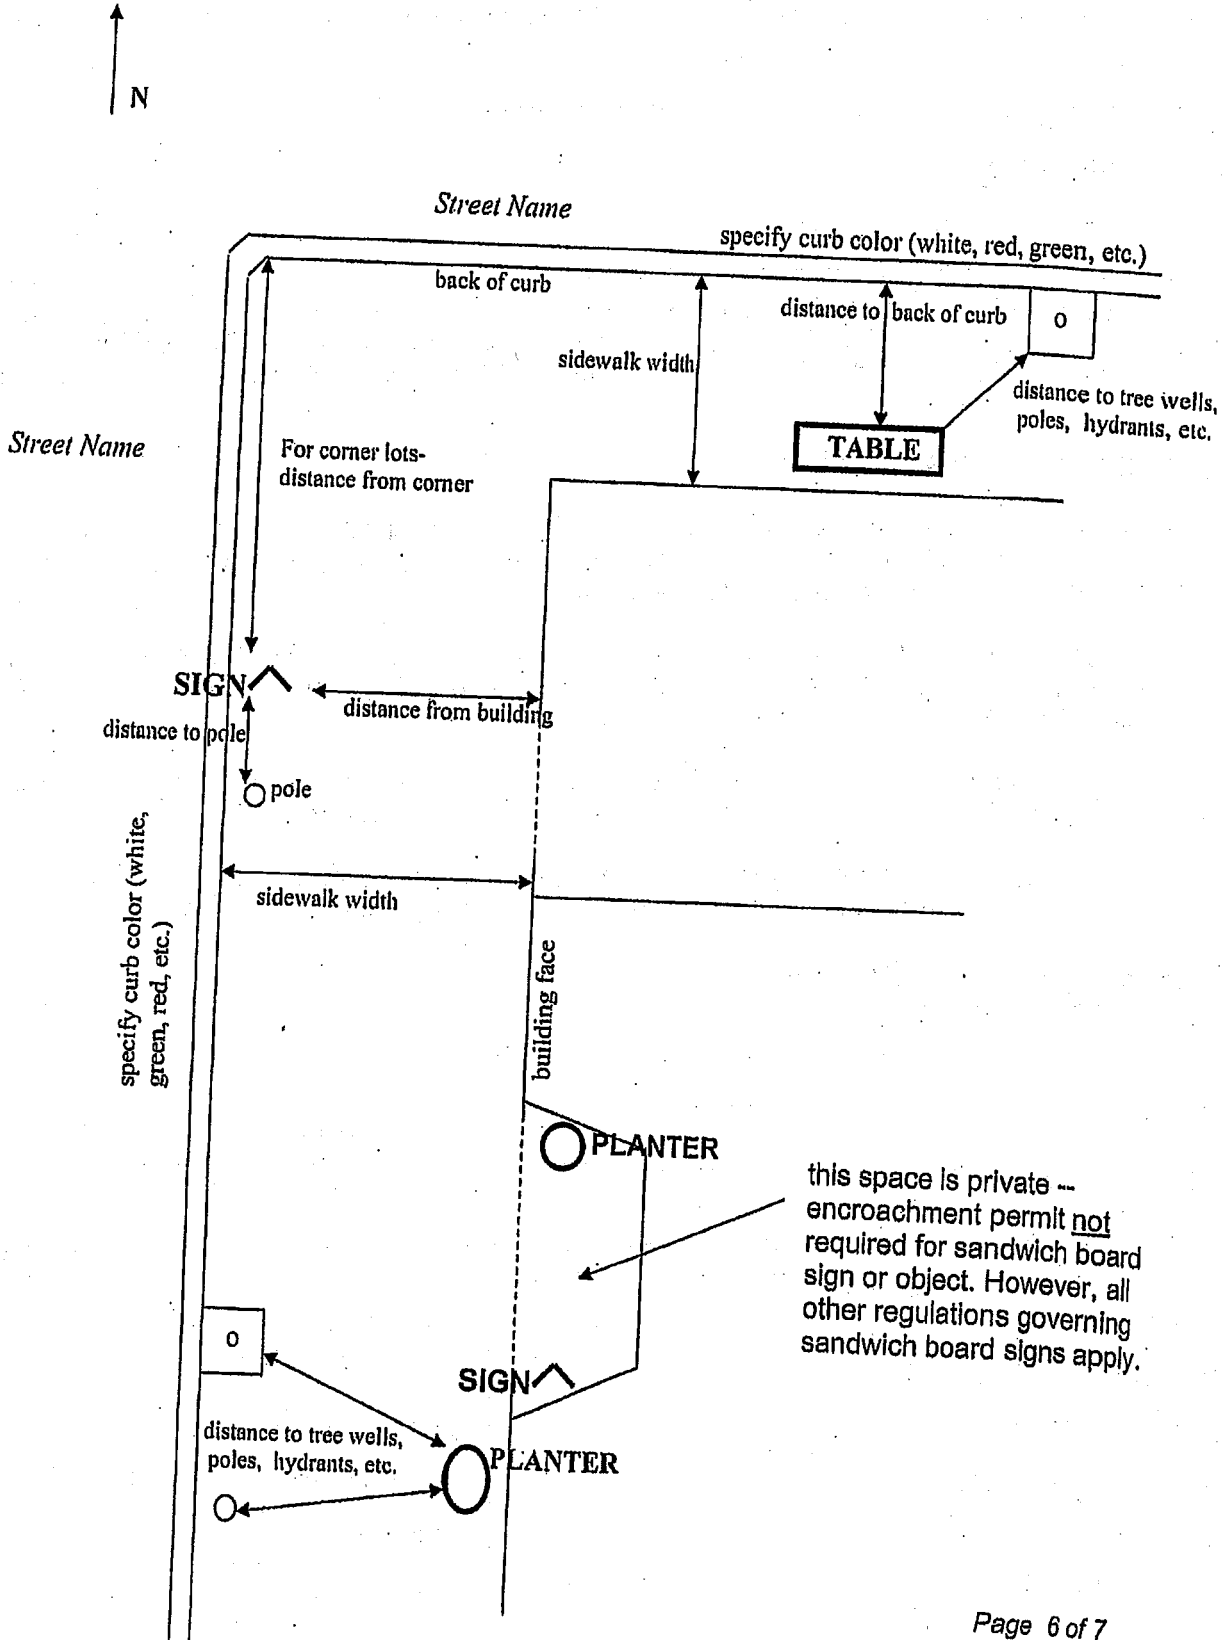 N
Street Name
specify curb color (white, red, green, etc.)
back of curb
distance to back of curb
o
sidewalk width
distance to tree wells,
poles, hydrants, etc.
TABLE
Street Name
For corner lots-
distance from corner
SIGN
distance from building
distance to pole
pole
specify curb color (white,
green, red, etc.)
sidewalk width
building face
PLANTER
this space is private --
encroachment permit not
required for sandwich board
sign or object. However, all
other regulations governing
sandwich board signs apply.
o
SIGN
distance to tree wells,
poles, hydrants, etc.
PLANTER
Page 6 of 7